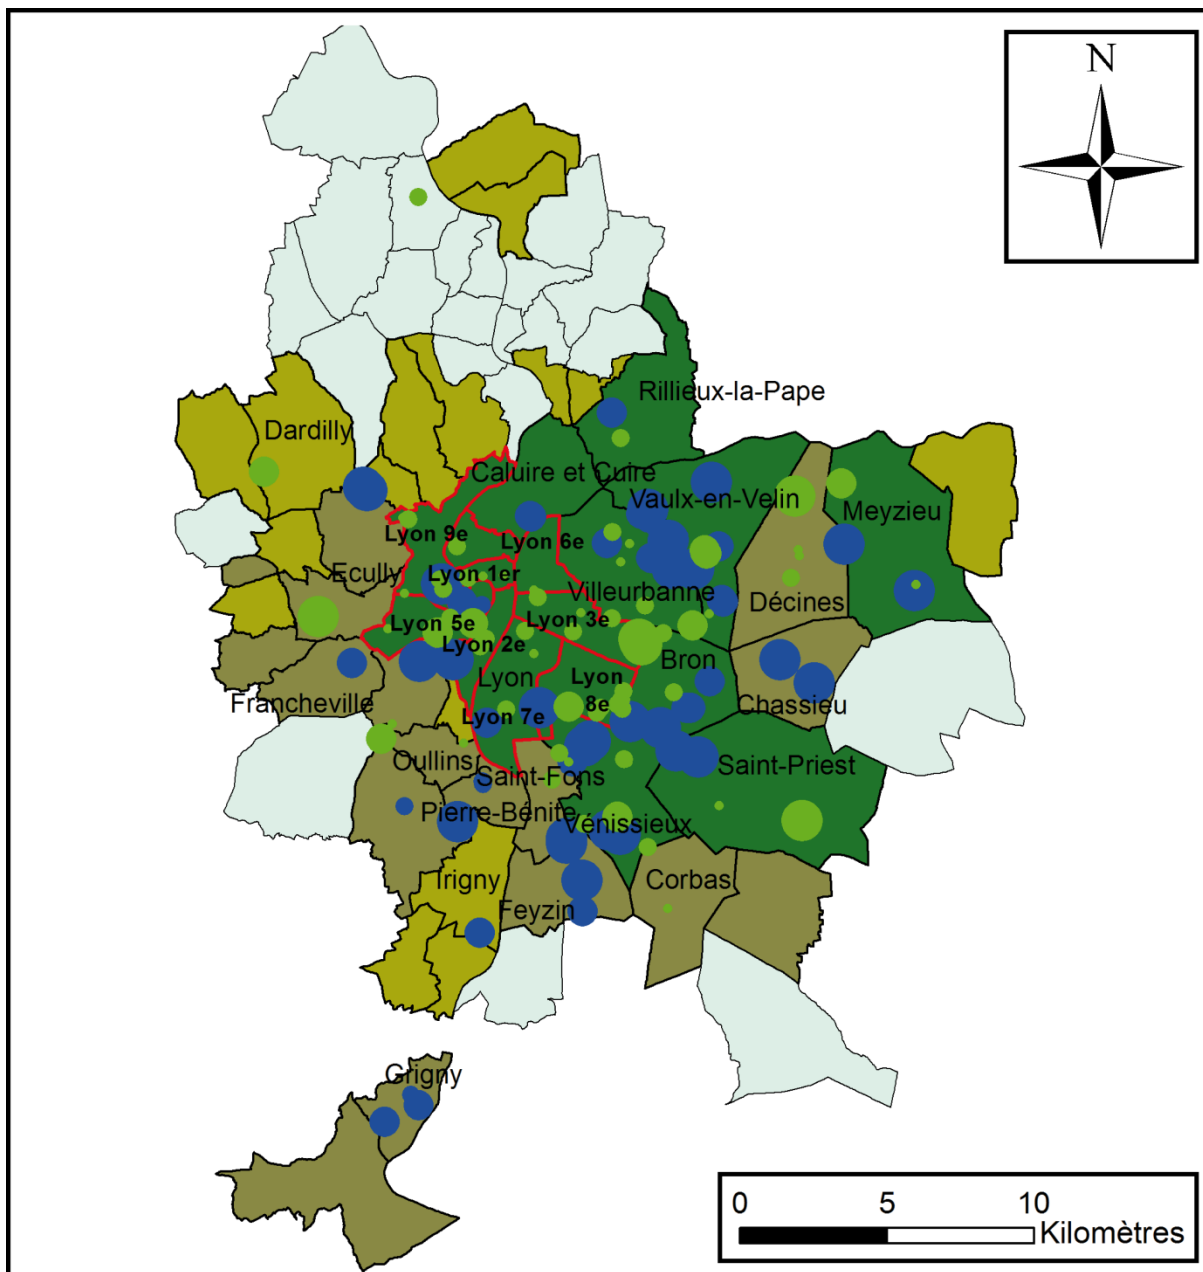 N
Rillieux-la-Pape
Dardilly
Caluire et Cuire
Vaulx-en-Velin
Meyzieu
Lyon 9e
Lyon 6e
Ecully
Lyon 1er
Villeurbanne
Décines
Lyon 5e
Lyon 3e
Lyon 2e
Bron
Lyon
Lyon
8e
Francheville
Chassieu
Lyon 7e
Oullins
Saint-Fons
Saint-Priest
Pierre-Bénite
Vénissieux
Irigny
Corbas
Feyzin
Grigny
0 5 10
Kilomètres